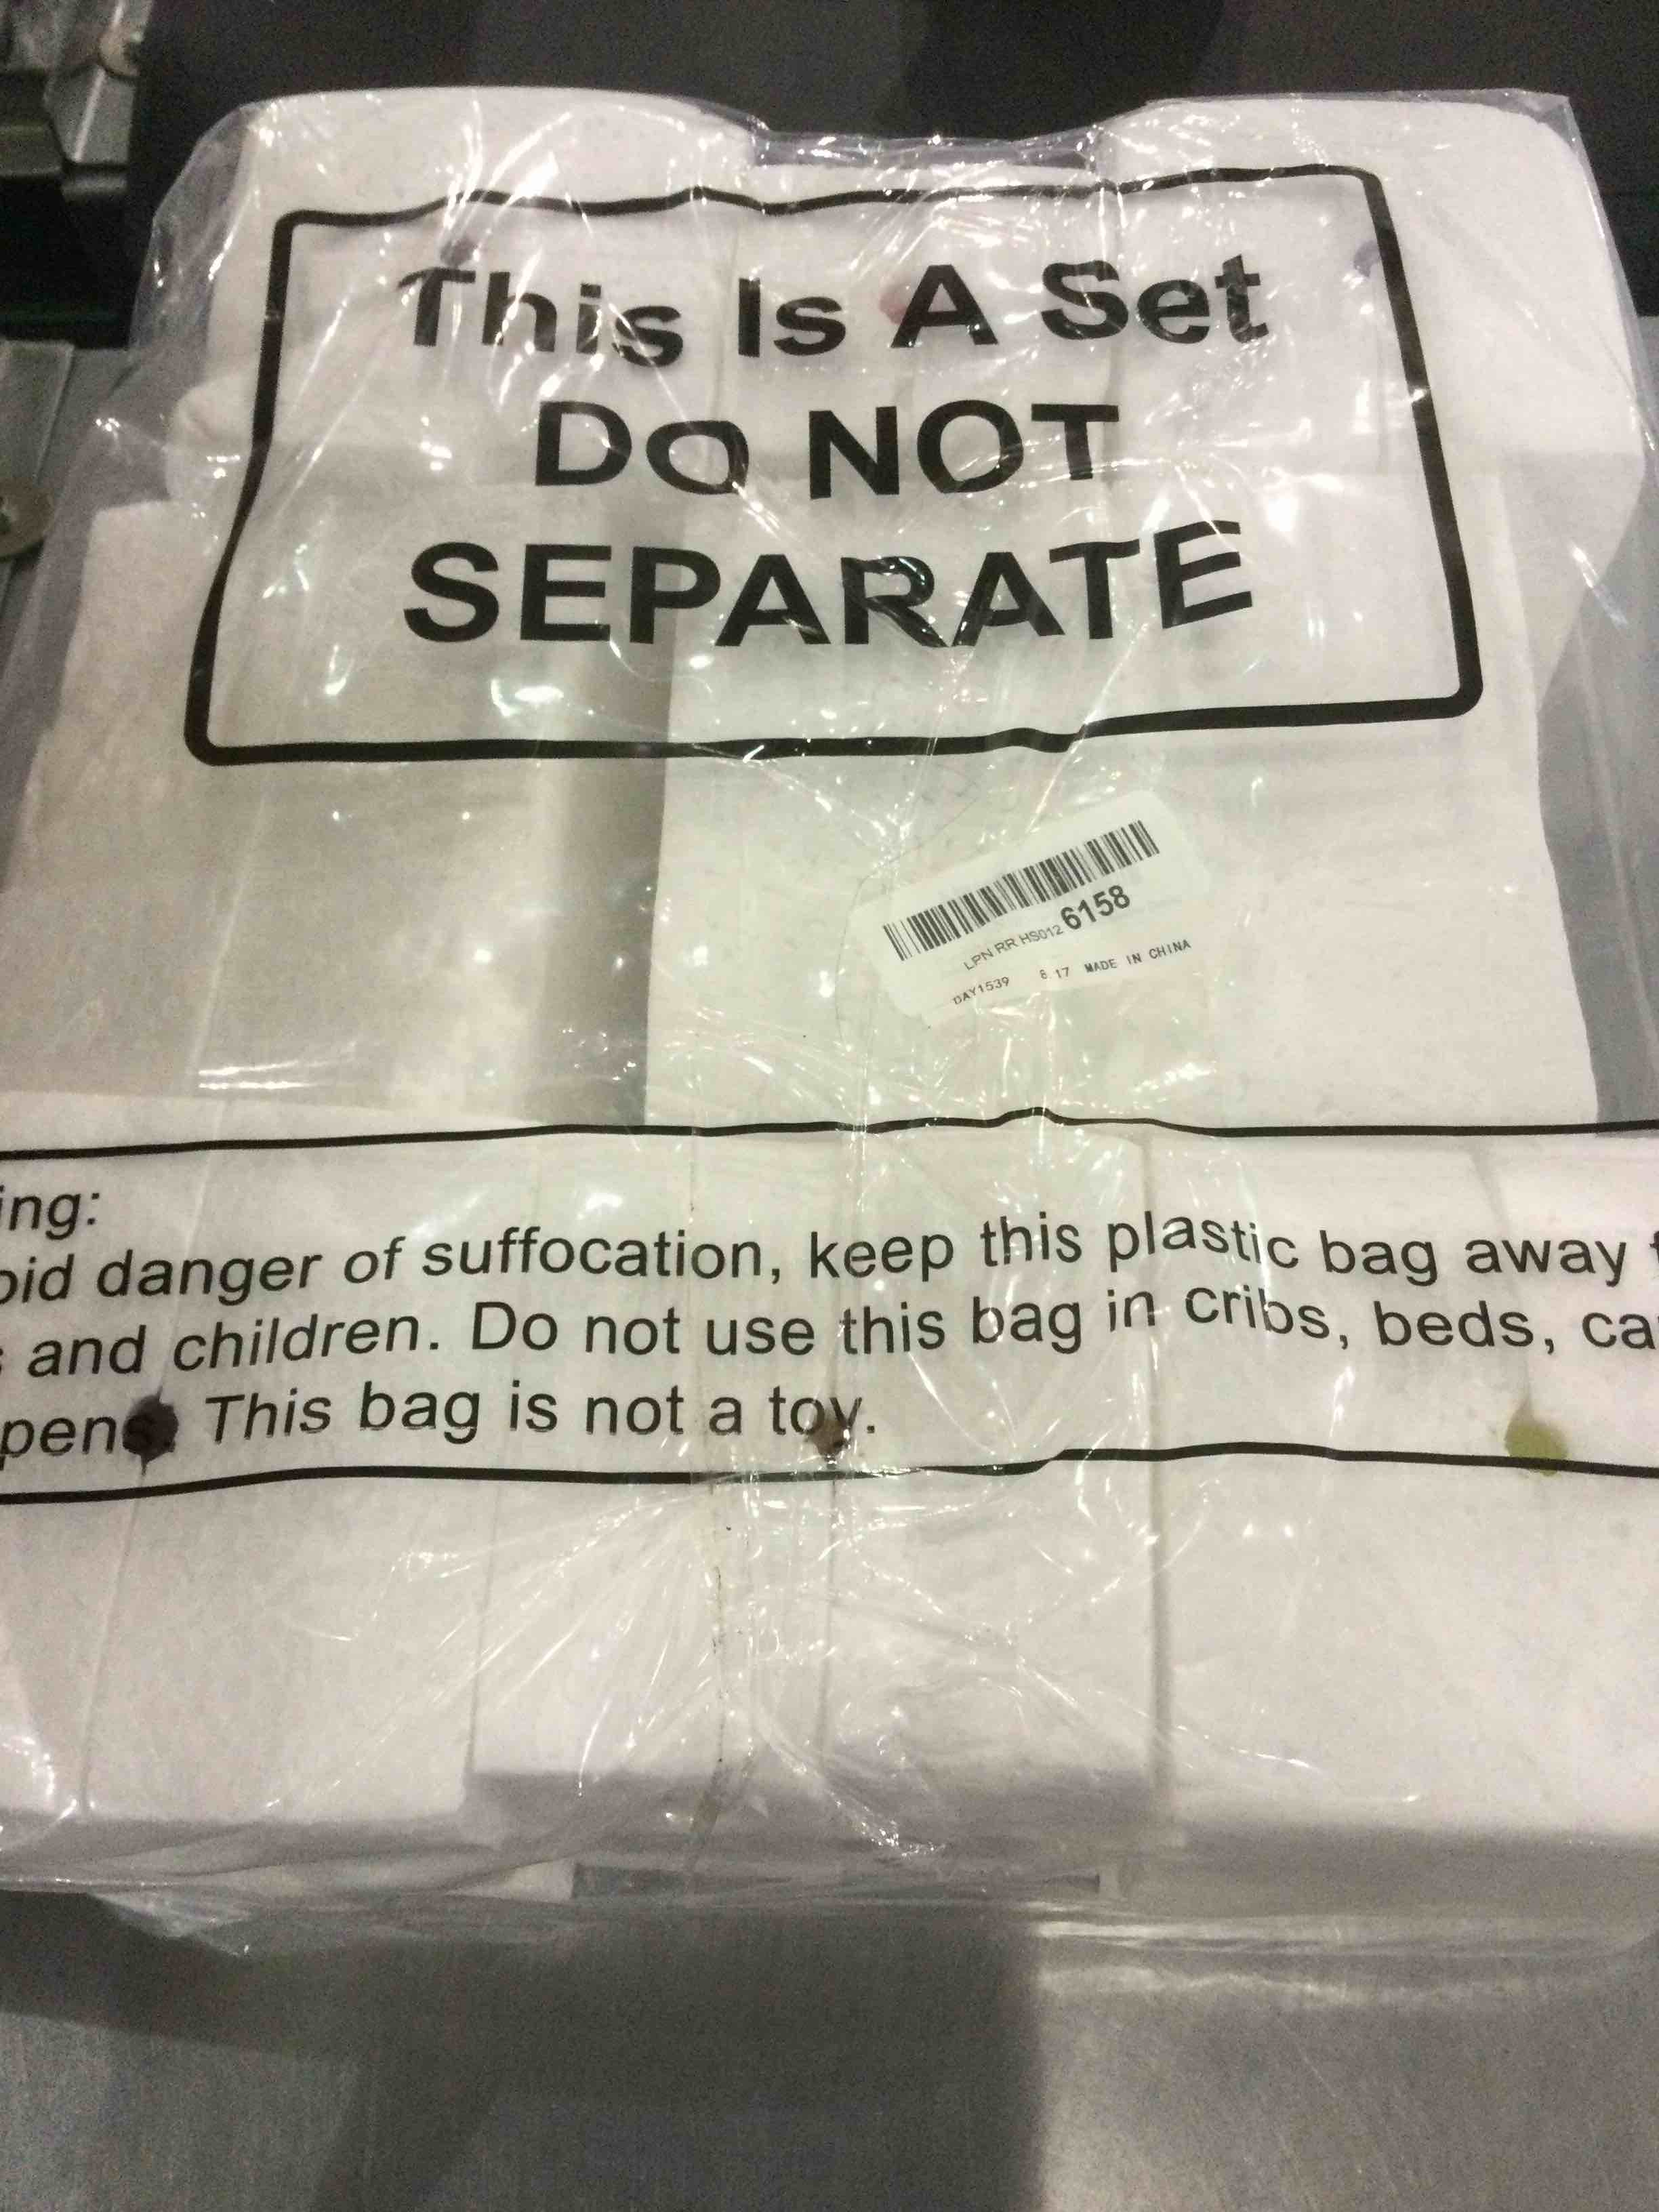 This Is A Set
DO NOT
SEPARATE
LPN RR HS012 6158
DAY1539 8 17 MADE IN CHINA
ing:
oid danger of suffocation, keep this plastic bag away
and children. Do not use this bag in cribs, beds, ca
pens. This bag is not a toy.